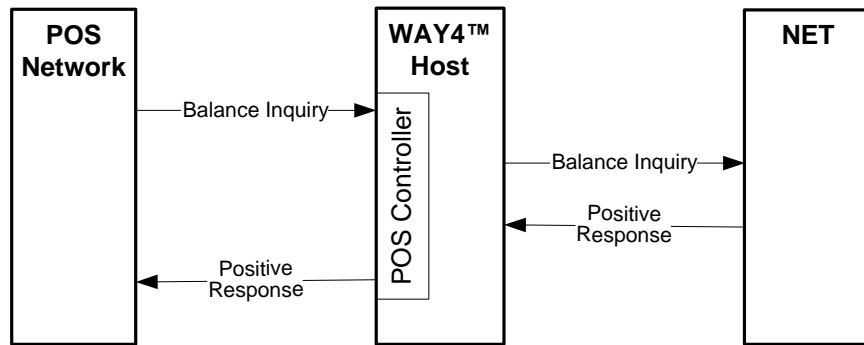 POS
Network
WAY4™
Host
NET
Balance Inquiry
POS Controller
Balance Inquiry
Positive
Response
Positive
Response